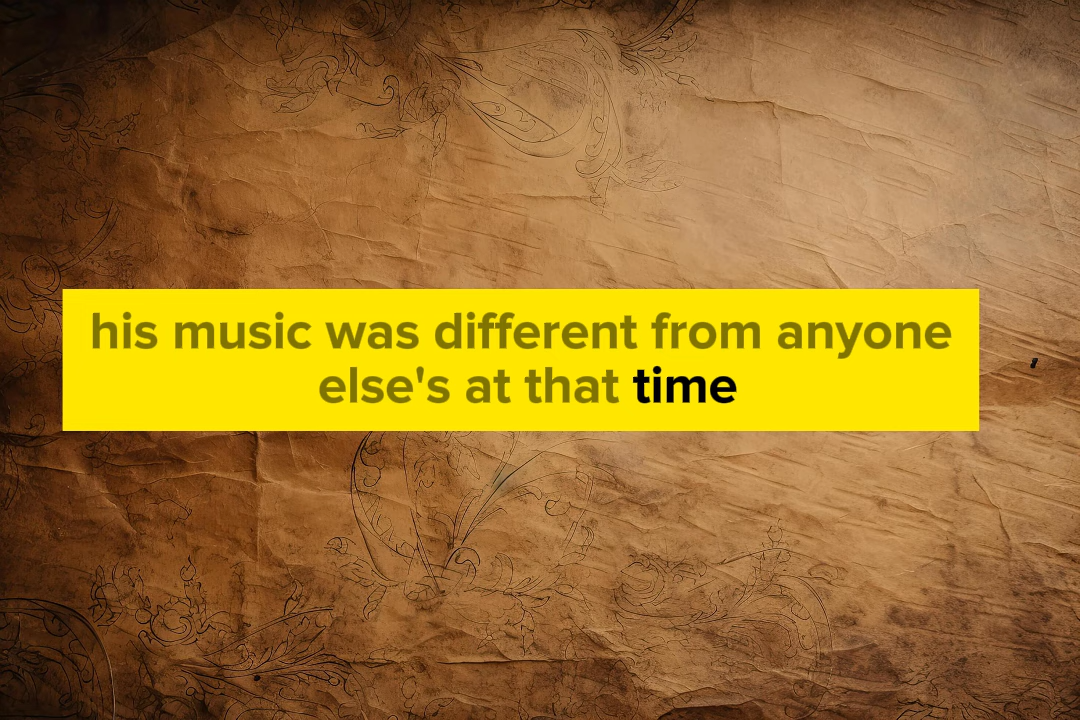 his music was different from anyone
else's at that time